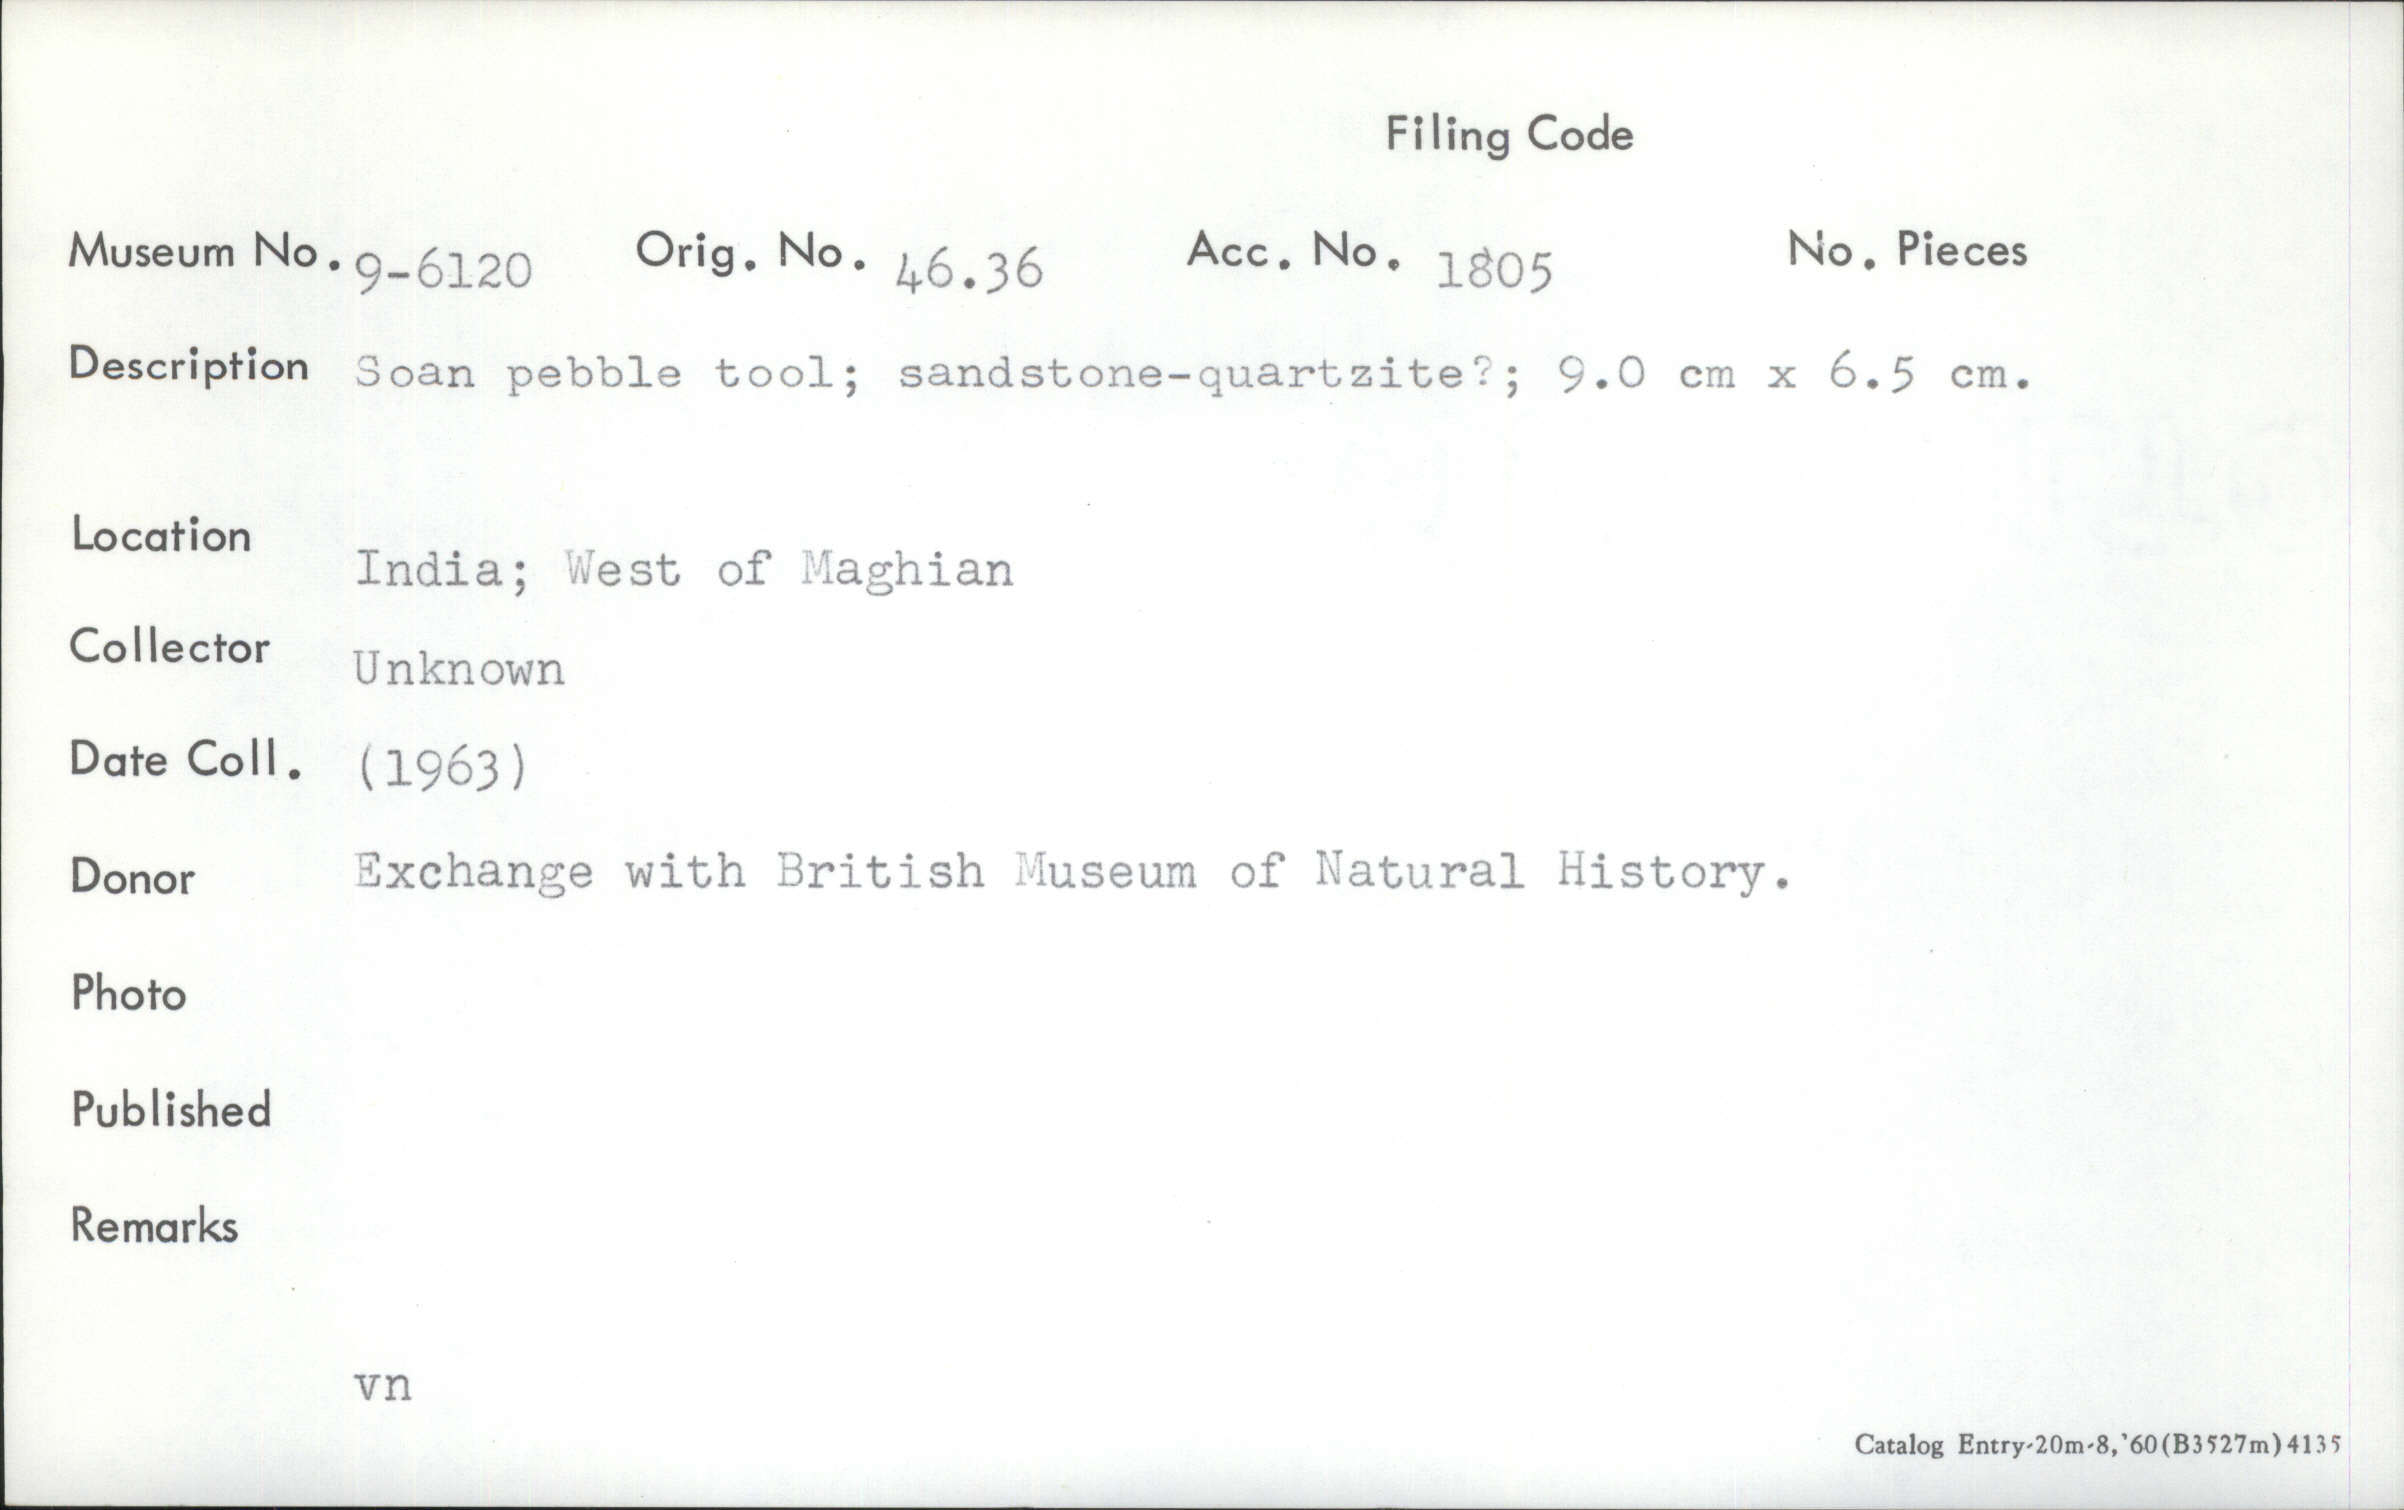 Filing Code
Museum No. 9-6120 Orig. No. 46.36 Acc. No. 1805 No. Pieces
Description Soan pebble tool; sandstone-quartzite?; 9.0 cm x 6.5 cm.
Location India; West of Maghian
Collector Unknown
Date Coll. (1963)
Donor Exchange with British Museum of Natural History.
Photo
Published
Remarks
vn
Catalog Entry-20m-8,'60(B3527m)4135